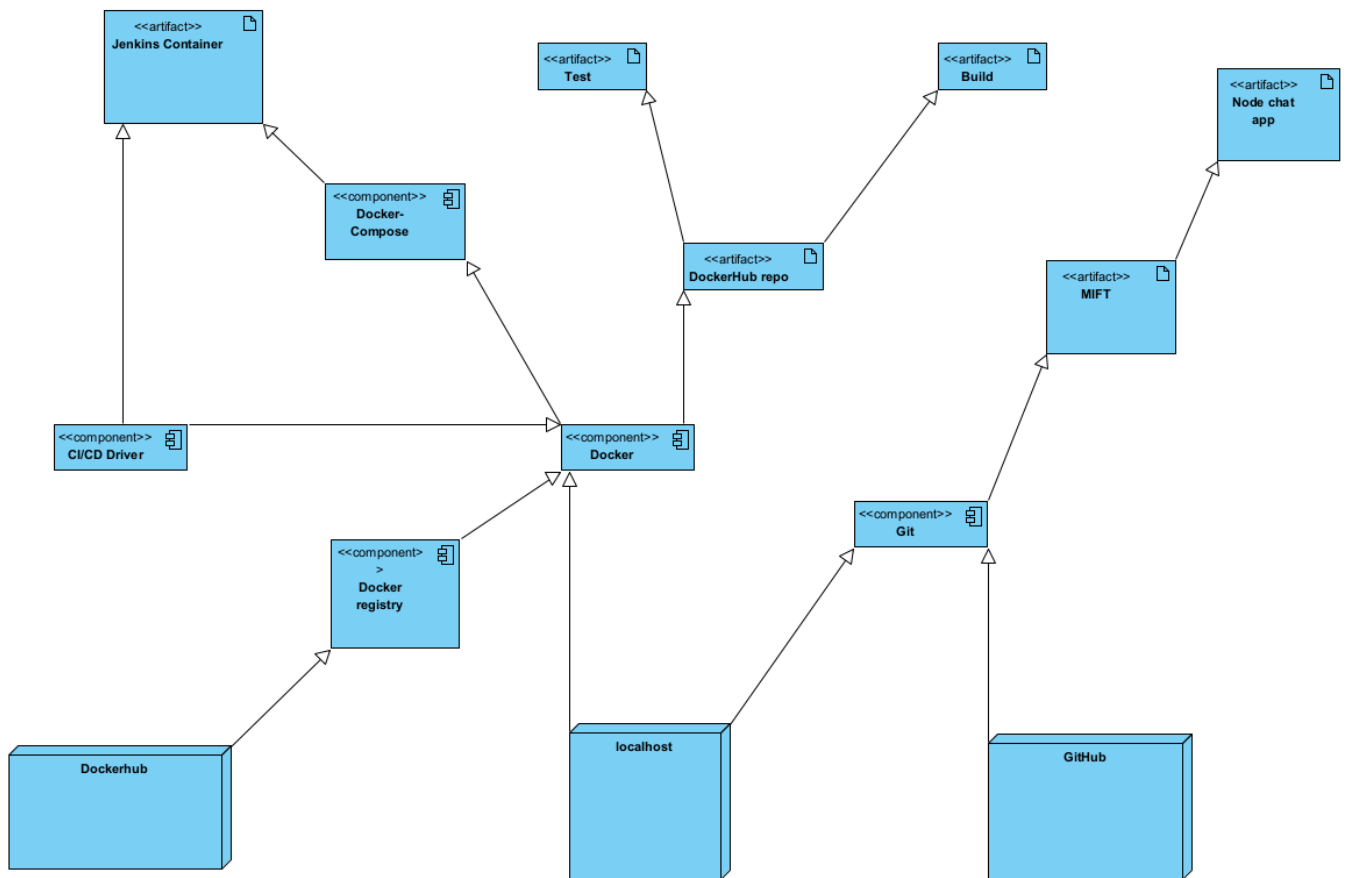 <<artifact>>
Jenkins Container
<<artifact>>
Test
<<artifact>>
Build
<<artifact>>
Node chat
app
<<component>>
Docker-
Compose
<<artifact>>
DockerHub repo
<<artifact>>
MIFT
<<component>>
CI/CD Driver
<<component>>
Docker
<<component>>
Git
<<component>
>
Docker
registry
Dockerhub
localhost
GitHub